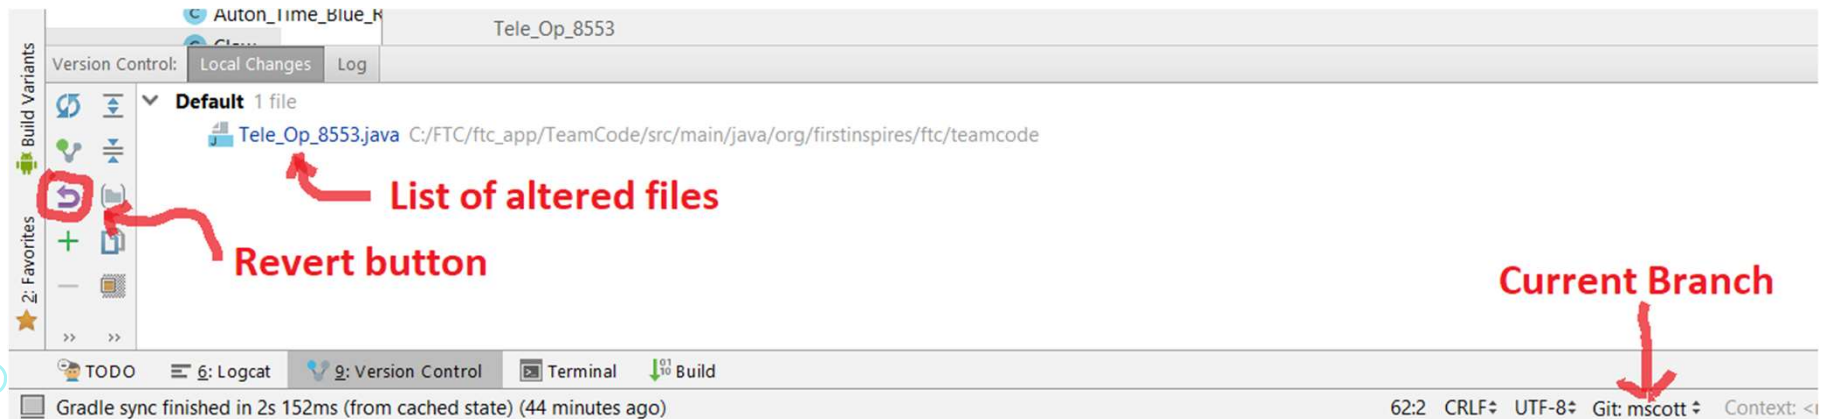 Auton_Time_Blue_R
Tele_Op_8553
Version Control: Local Changes Log
Default 1 file
Tele_Op_8553.java C:/FTC/ftc_app/TeamCode/src/main/java/org/firstinspires/ftc/teamcode
List of altered files
Revert button
Current Branch
Build Variants
2: Favorites
TODO 6: Logcat 9: Version Control Terminal Build
Gradle sync finished in 2s 152ms (from cached state) (44 minutes ago) 62:2 CRLF UTF-8 Git: mscott Context: